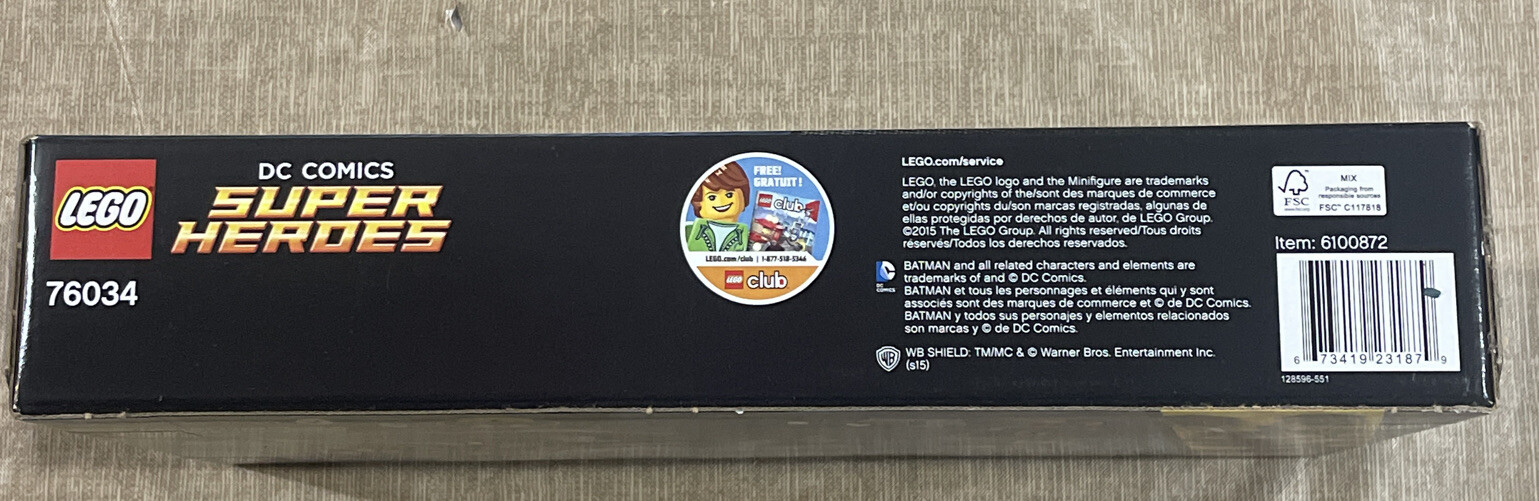 LEGO
DC COMICS
SUPER
HEROES
76034
FREE!
GRATUIT!
LEGO club
LEGO.com/club | 1-877-518-5346
LEGO club
LEGO.com/service
LEGO, the LEGO logo and the Minifigure are trademarks
and/or copyrights of the/sont des marques de commerce
et/ou copyrights du/son marcas registradas, algunas de
ellas protegidas por derechos de autor, de LEGO Group.
©2015 The LEGO Group. All rights reserved/Tous droits
réservés/Todos los derechos reservados.
DC
COMICS
BATMAN and all related characters and elements are
trademarks of and © DC Comics.
BATMAN et tous les personnages et éléments qui y sont
associés sont des marques de commerce et © de DC Comics.
BATMAN y todos sus personajes y elementos relacionados
son marcas y © de DC Comics.
WB
WB SHIELD: TM/MC & © Warner Bros. Entertainment Inc.
(s15)
FSC
www.fsc.org
MIX
Packaging from
responsible sources
FSC™ C117818
Item: 6100872
6 73419 23187 9
128596-551